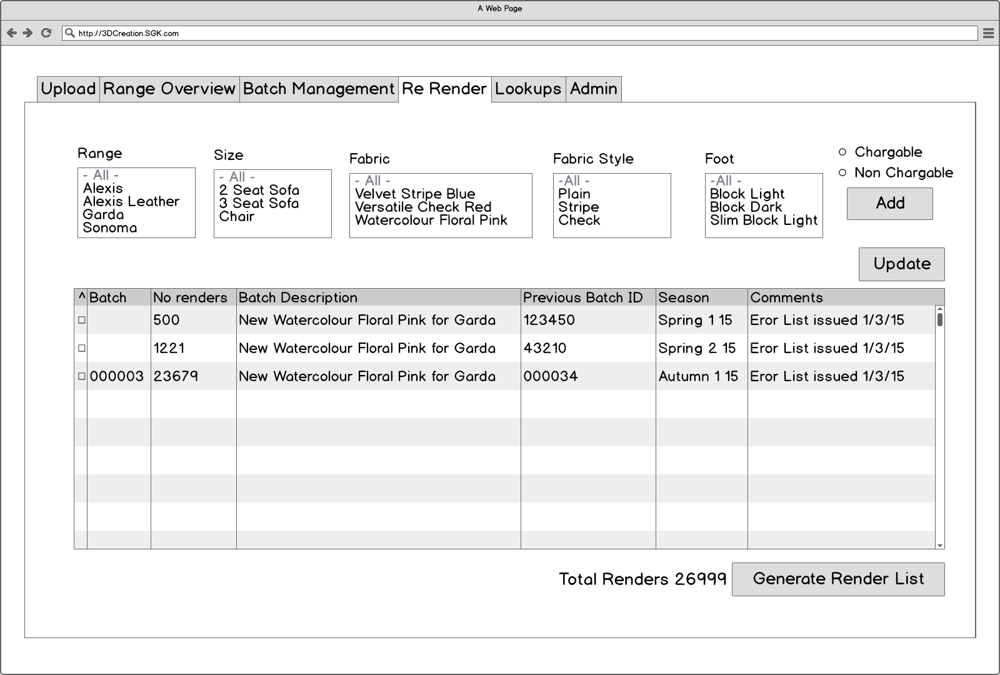 A Web Page
http://3DCreation.SGK.com
Upload Range Overview Batch Management Re Render Lookups Admin
Range
- All -
Alexis
Alexis Leather
Garda
Sonoma
Size
- All -
2 Seat Sofa
3 Seat Sofa
Chair
Fabric
- All -
Velvet Stripe Blue
Versatile Check Red
Watercolour Floral Pink
Fabric Style
-All -
Plain
Stripe
Check
Foot
-All -
Block Light
Block Dark
Slim Block Light
Chargable
Non Chargable
Add
Update
^ Batch No renders Batch Description Previous Batch ID Season Comments
500 New Watercolour Floral Pink for Garda 123450 Spring 1 15 Eror List issued 1/3/15
1221 New Watercolour Floral Pink for Garda 43210 Spring 2 15 Eror List issued 1/3/15
000003 23679 New Watercolour Floral Pink for Garda 000034 Autumn 1 15 Eror List issued 1/3/15
Total Renders 26999 Generate Render List